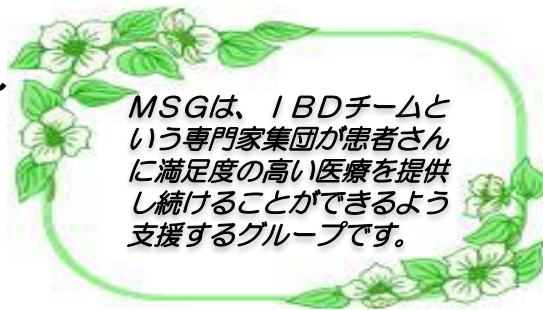 MSGは、IBDチームと
いう専門家集団が患者さん
に満足度の高い医療を提供
し続けることができるよう
支援するグループです。